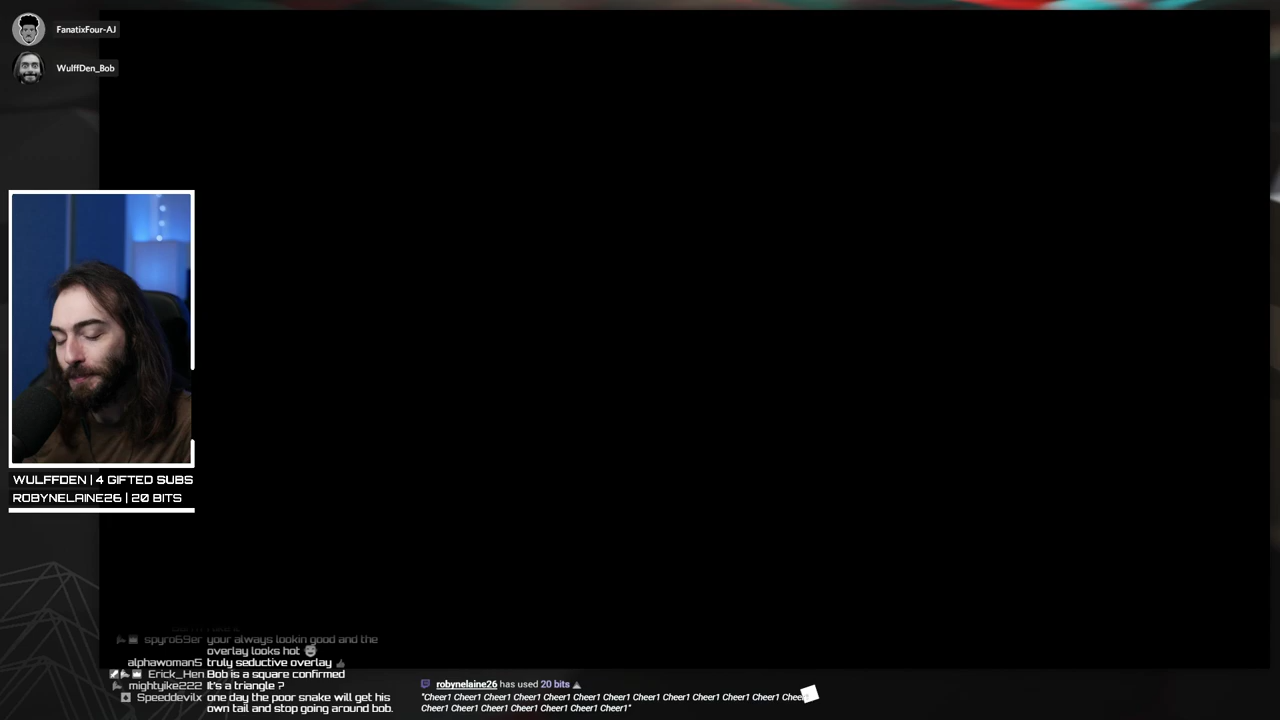 FanatixFour-AJ
WulffDen_Bob
WULFFDEN | 4 GIFTED SUBS
ROBYNELAINE26 | 20 BITS
spyro69er your always lookin good and the
overlay looks hot
alphawoman5 truly seductive overlay
Erick_Hen Bob is a square confirmed
mightyike222 It's a triangle ?
Speeddevilx one day the poor snake will get his
own tail and stop going around bob.
robynelaine26 has used 20 bits
"Cheer1 Cheer1 Cheer1 Cheer1 Cheer1 Cheer1 Cheer1 Cheer1 Cheer1 Cheer1 Cheer1 Cheer1
Cheer1 Cheer1 Cheer1 Cheer1 Cheer1 Cheer1 Cheer1"